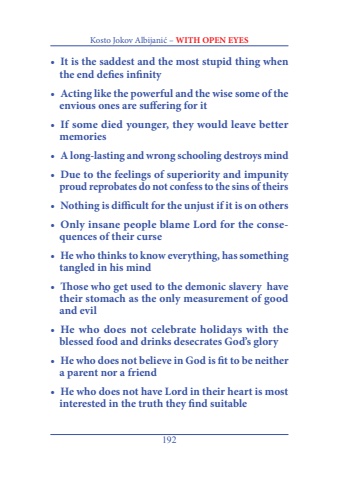 Kosto Jokov Albijanić – WITH OPEN EYES
• It is the saddest and the most stupid thing when
the end defies infinity
• Acting like the powerful and the wise some of the
envious ones are suffering for it
• If some died younger, they would leave better
memories
• A long-lasting and wrong schooling destroys mind
• Due to the feelings of superiority and impunity
proud reprobates do not confess to the sins of theirs
• Nothing is difficult for the unjust if it is on others
• Only insane people blame Lord for the conse-
quences of their curse
• He who thinks to know everything, has something
tangled in his mind
• Those who get used to the demonic slavery have
their stomach as the only measurement of good
and evil
• He who does not celebrate holidays with the
blessed food and drinks desecrates God's glory
• He who does not believe in God is fit to be neither
a parent nor a friend
• He who does not have Lord in their heart is most
interested in the truth they find suitable
192